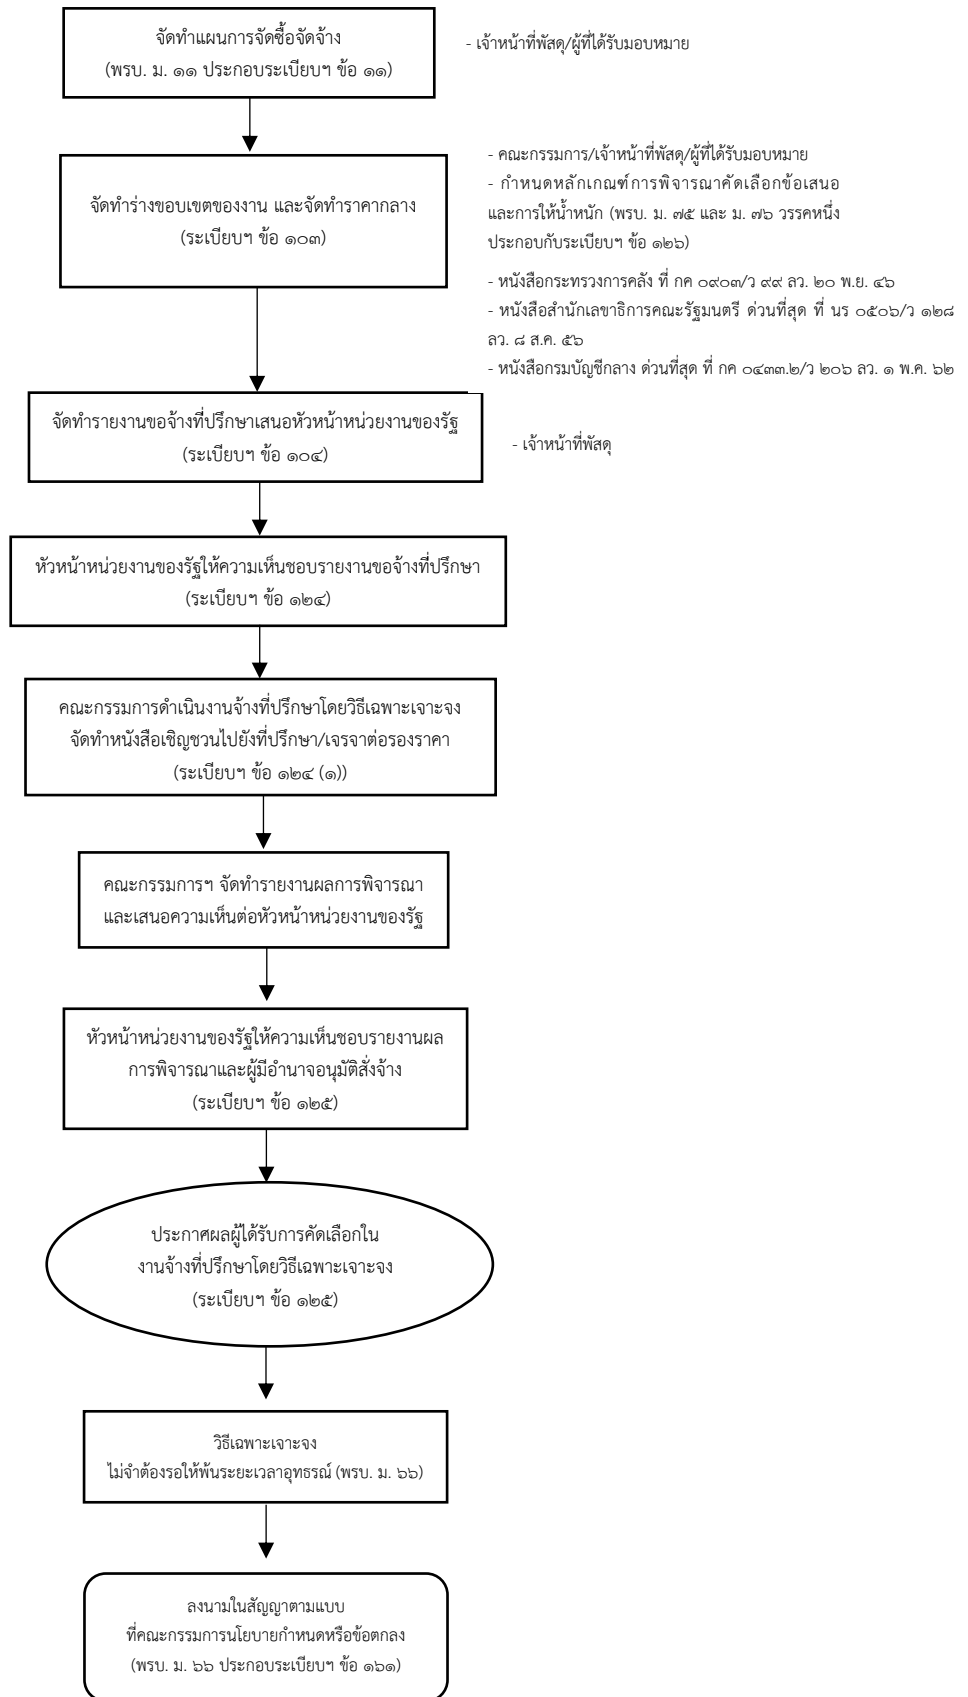 จัดทำแผนการจัดซื้อจัดจ้าง
(พรบ. ม. ๑๑ ประกอบระเบียบฯ ข้อ ๑๑)
- เจ้าหน้าที่พัสดุ/ผู้ที่ได้รับมอบหมาย
จัดทำร่างขอบเขตของงาน และจัดทำราคากลาง
(ระเบียบฯ ข้อ ๑๐๓)
- คณะกรรมการ/เจ้าหน้าที่พัสดุ/ผู้ที่ได้รับมอบหมาย
- กำหนดหลักเกณฑ์การพิจารณาคัดเลือกข้อเสนอ
และการให้น้ำหนัก (พรบ. ม. ๗๕ และ ม. ๗๖ วรรคหนึ่ง
ประกอบกับระเบียบฯ ข้อ ๑๒๖)
- หนังสือกระทรวงการคลัง ที่ กค ๐๙๐๓/ว ๙๙ ลว. ๒๐ พ.ย. ๔๖
- หนังสือสำนักเลขาธิการคณะรัฐมนตรี ด่วนที่สุด ที่ นร ๐๕๐๖/ว ๑๒๘
ลว. ๘ ส.ค. ๕๖
- หนังสือกรมบัญชีกลาง ด่วนที่สุด ที่ กค ๐๔๓๓.๒/ว ๒๐๖ ลว. ๑ พ.ค. ๖๒
จัดทำรายงานขอจ้างที่ปรึกษาเสนอหัวหน้าหน่วยงานของรัฐ
(ระเบียบฯ ข้อ ๑๐๔)
- เจ้าหน้าที่พัสดุ
หัวหน้าหน่วยงานของรัฐให้ความเห็นชอบรายงานขอจ้างที่ปรึกษา
(ระเบียบฯ ข้อ ๑๒๔)
คณะกรรมการดำเนินงานจ้างที่ปรึกษาโดยวิธีเฉพาะเจาะจง
จัดทำหนังสือเชิญชวนไปยังที่ปรึกษา/เจรจาต่อรองราคา
(ระเบียบฯ ข้อ ๑๒๔ (๑))
คณะกรรมการฯ จัดทำรายงานผลการพิจารณา
และเสนอความเห็นต่อหัวหน้าหน่วยงานของรัฐ
หัวหน้าหน่วยงานของรัฐให้ความเห็นชอบรายงานผล
การพิจารณาและผู้มีอำนาจอนุมัติสั่งจ้าง
(ระเบียบฯ ข้อ ๑๒๕)
ประกาศผลผู้ได้รับการคัดเลือกใน
งานจ้างที่ปรึกษาโดยวิธีเฉพาะเจาะจง
(ระเบียบฯ ข้อ ๑๒๕)
วิธีเฉพาะเจาะจง
ไม่จำต้องรอให้พ้นระยะเวลาอุทธรณ์ (พรบ. ม. ๖๖)
ลงนามในสัญญาตามแบบ
ที่คณะกรรมการนโยบายกำหนดหรือข้อตกลง
(พรบ. ม. ๖๖ ประกอบระเบียบฯ ข้อ ๑๖๑)